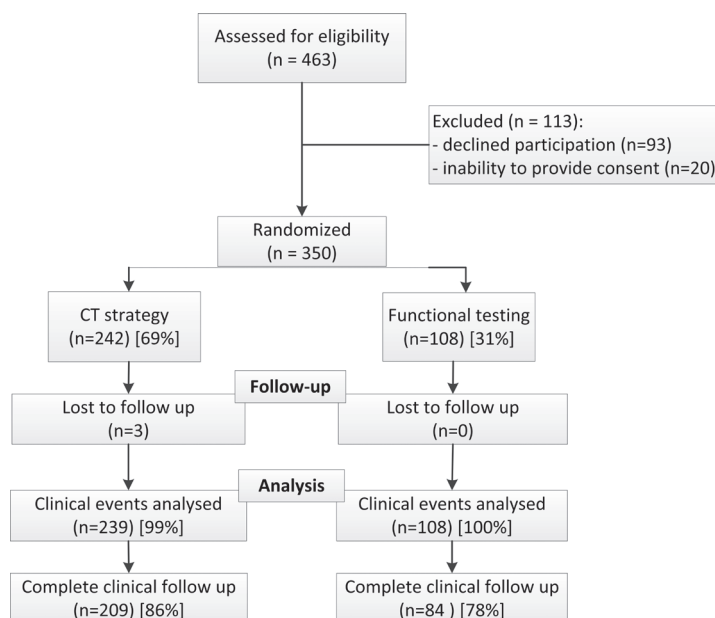 Assessed for eligibility
(n = 463)
Excluded (n = 113):
- declined participation (n=93)
- inability to provide consent (n=20)
Randomized
(n = 350)
CT strategy
(n=242) [69%]
Functional testing
(n=108) [31%]
Follow-up
Lost to follow up
(n=3)
Lost to follow up
(n=0)
Analysis
Clinical events analysed
(n=239) [99%]
Clinical events analysed
(n=108) [100%]
Complete clinical follow up
(n=209) [86%]
Complete clinical follow up
(n=84 ) [78%]